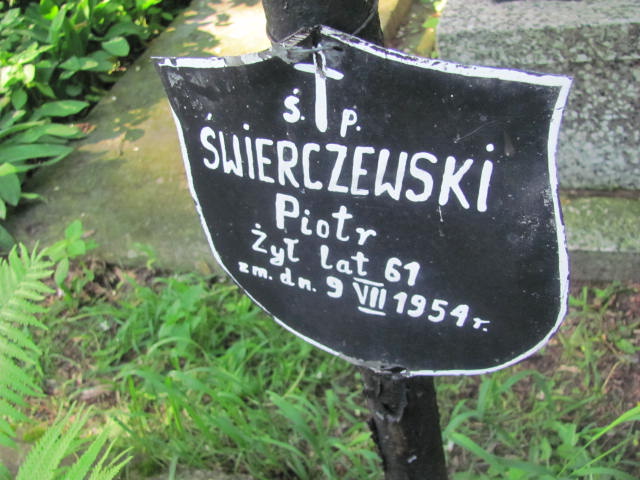 Ś. P.
ŚWIERCZEWSKI
Piotr
Żył lat 61
zm. dn. 9 VII 1954 r.